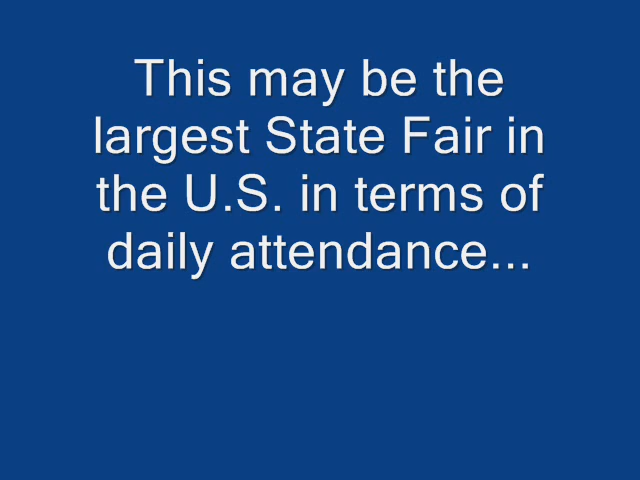 This may be the
largest State Fair in
the U.S. in terms of
daily attendance...